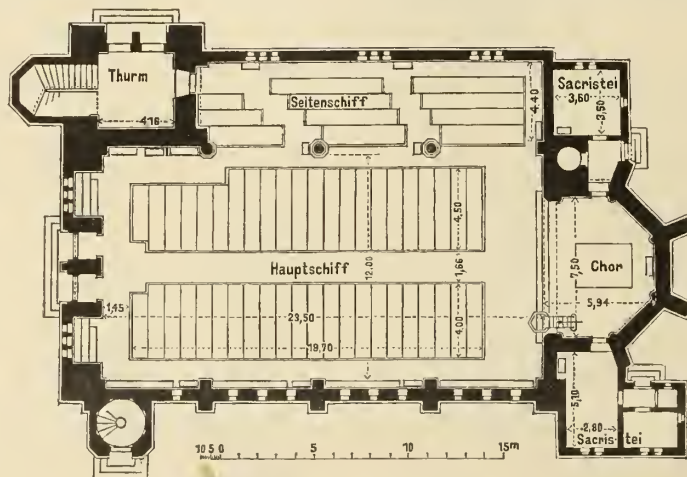 Thurm
4,16
Seitenschiff
4,40
Sacristei
3,60
3,50
4,50
12,00
1,66
Hauptschiff
7,50
Chor
5,94
1,15
23,50
19,70
4,00
5,10
2,80
Sacristei
10 5 0
5
10
15m